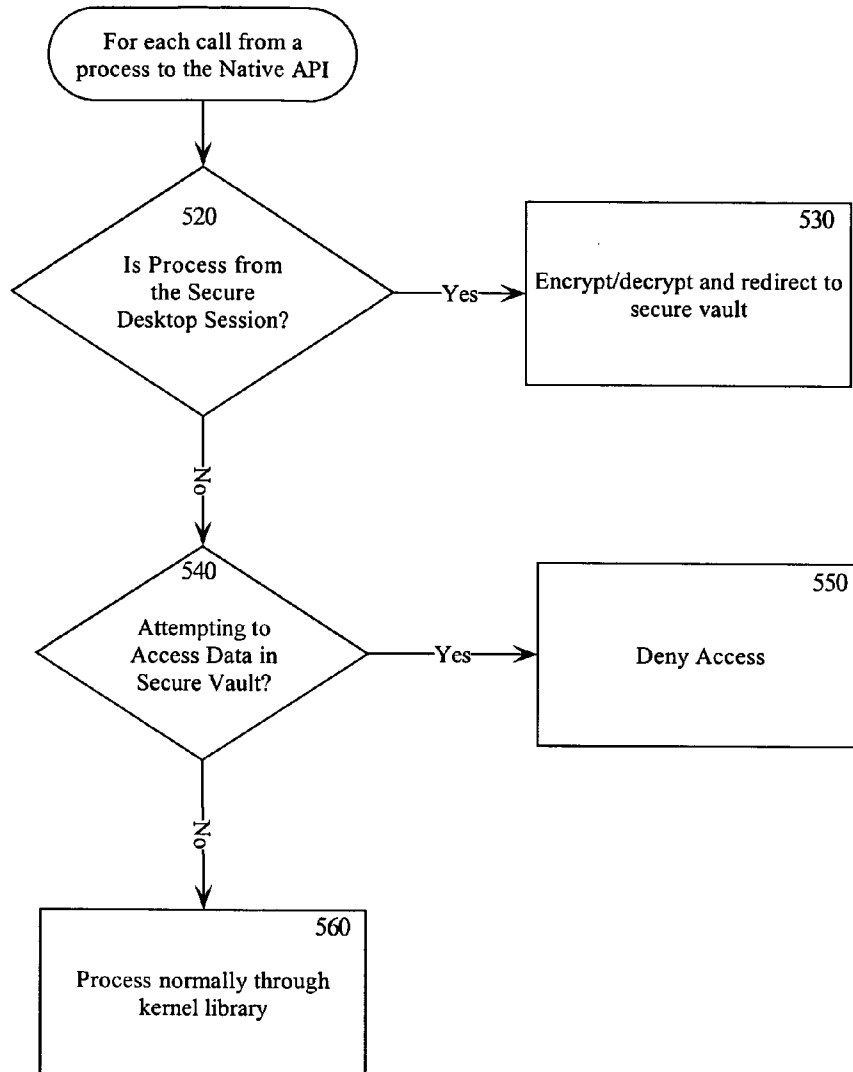 For each call from a
process to the Native API
520
Is Process from
the Secure
Desktop Session?
Yes
530
Encrypt/decrypt and redirect to
secure vault
No
540
Attempting to
Access Data in
Secure Vault?
Yes
550
Deny Access
No
560
Process normally through
kernel library